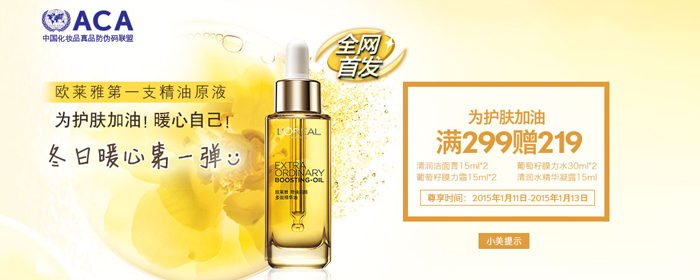 ACA
中国化妆品真品防伪码联盟
全网
首发
欧莱雅第一支精油原液
为护肤加油！暖心自己！
冬日暖心第一弹
L'ORÉAL
EXTRA
ORDINARY
BOOSTING-OIL
为护肤加油
满299赠219
清润洁面膏15ml*2 葡萄籽膜力水30ml*2
葡萄籽膜力霜15ml*2 清润水精华凝露15ml
尊享时间：2015年1月11日-2015年1月13日
小美提示